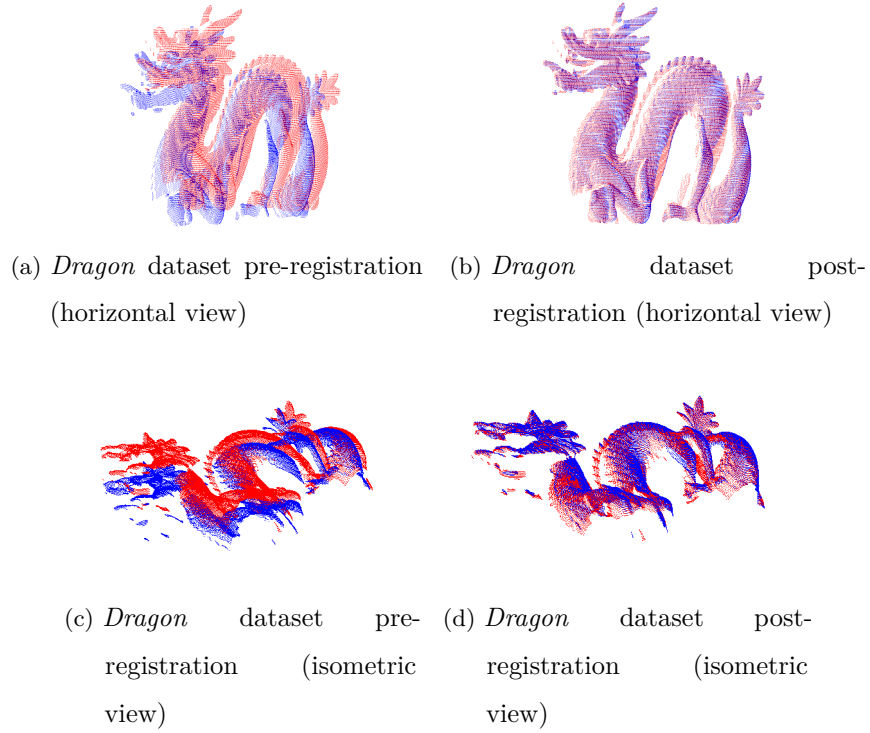 (a) Dragon dataset pre-registration
(horizontal view)
(b) Dragon dataset post-
registration (horizontal view)
(c) Dragon dataset pre-
registration (isometric
view)
(d) Dragon dataset post-
registration (isometric
view)